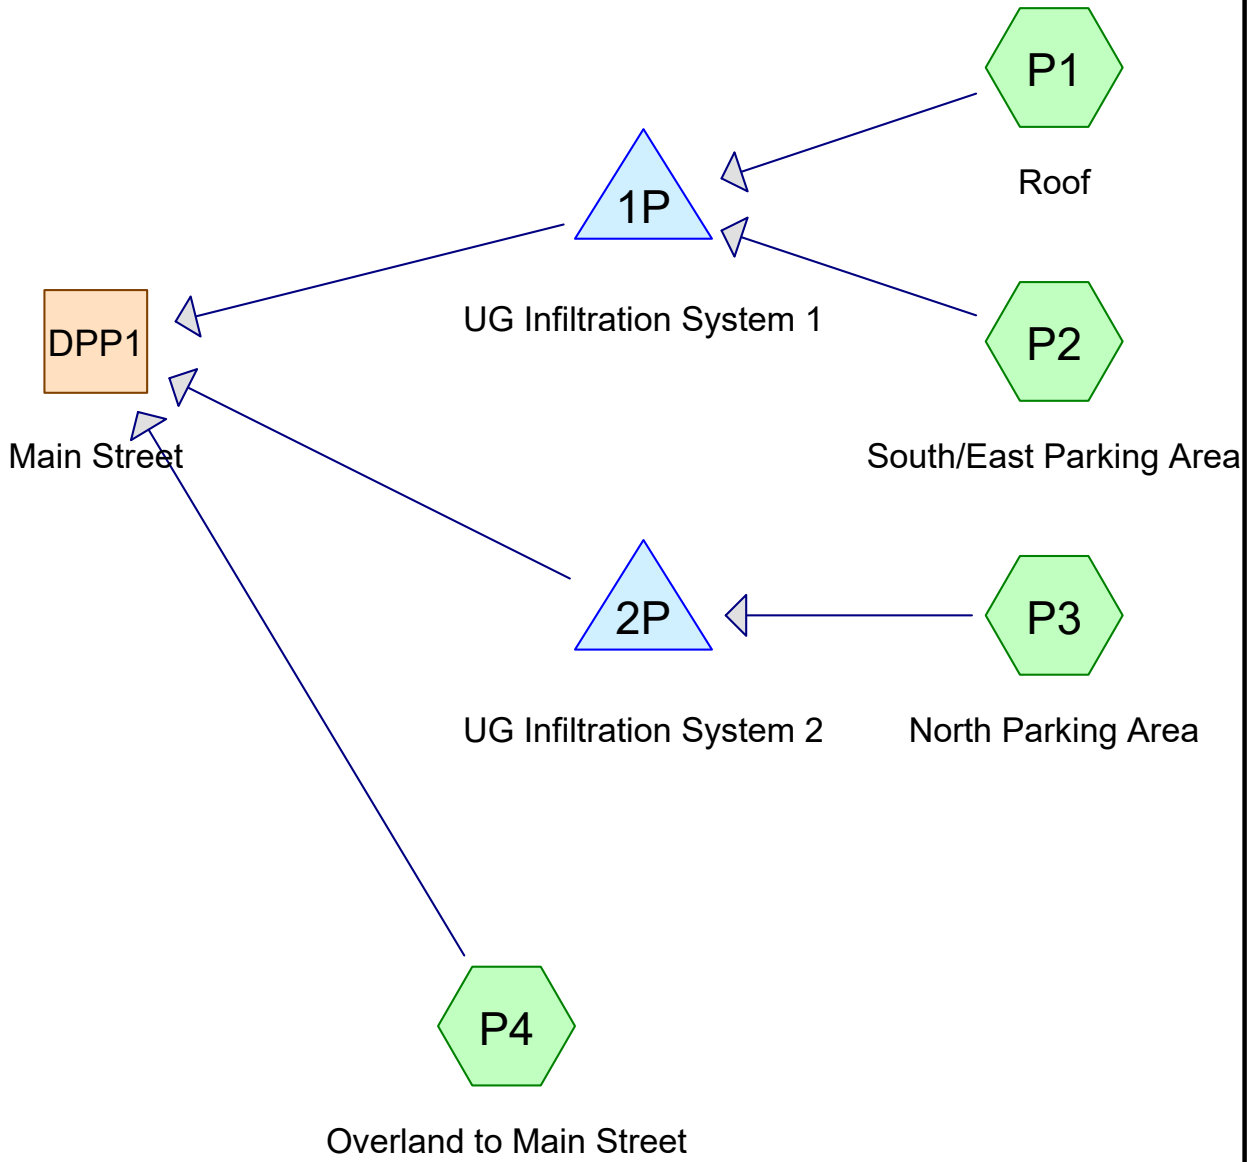 P1
Roof
1P
UG Infiltration System 1
DPP1
Main Street
P2
South/East Parking Area
2P
UG Infiltration System 2
P3
North Parking Area
P4
Overland to Main Street